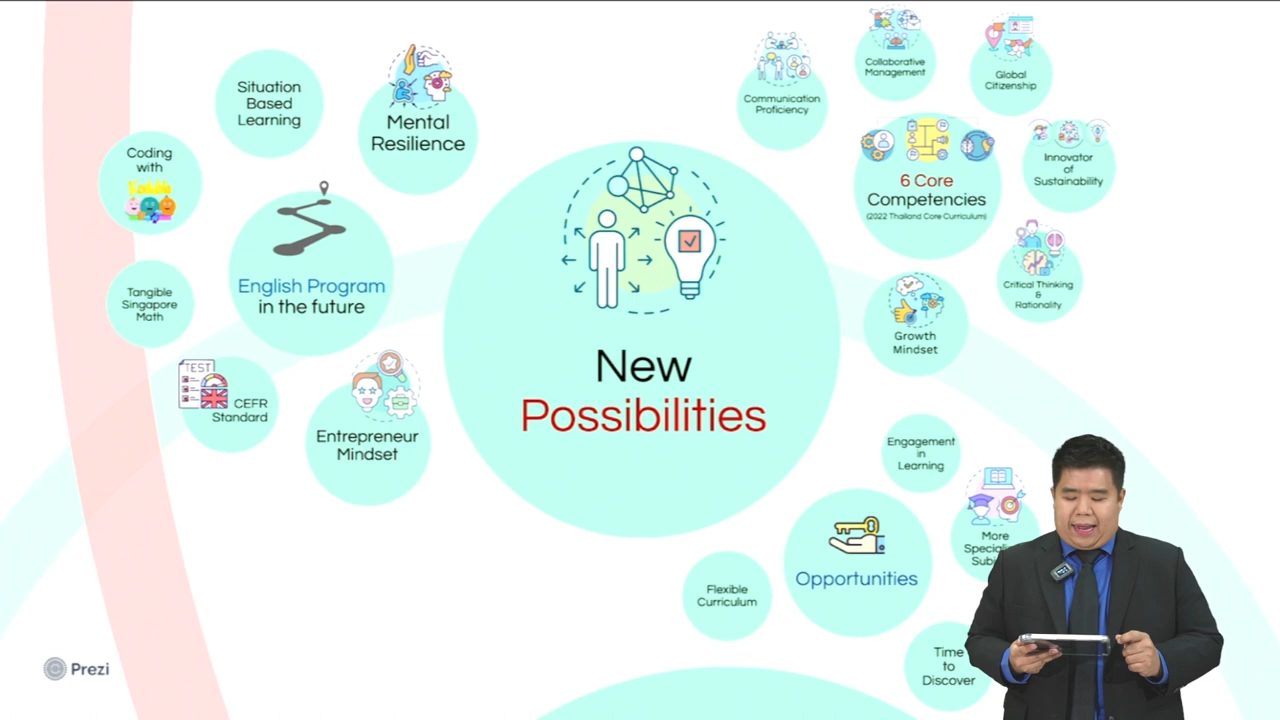 Situation
Based
Learning
Mental
Resilience
Coding
with
Tangible
Singapore
Math
English Program
in the future
TEST
CEFR
Standard
Entrepreneur
Mindset
New
Possibilities
Communication
Proficiency
Collaborative
Management
Global
Citizenship
6 Core
Competencies
(2022 Thailand Core Curriculum)
Innovator
of
Sustainability
Critical Thinking
&
Rationality
Growth
Mindset
Engagement
in
Learning
More
Opportunities
Flexible
Curriculum
Time
to
Discover
Prezi